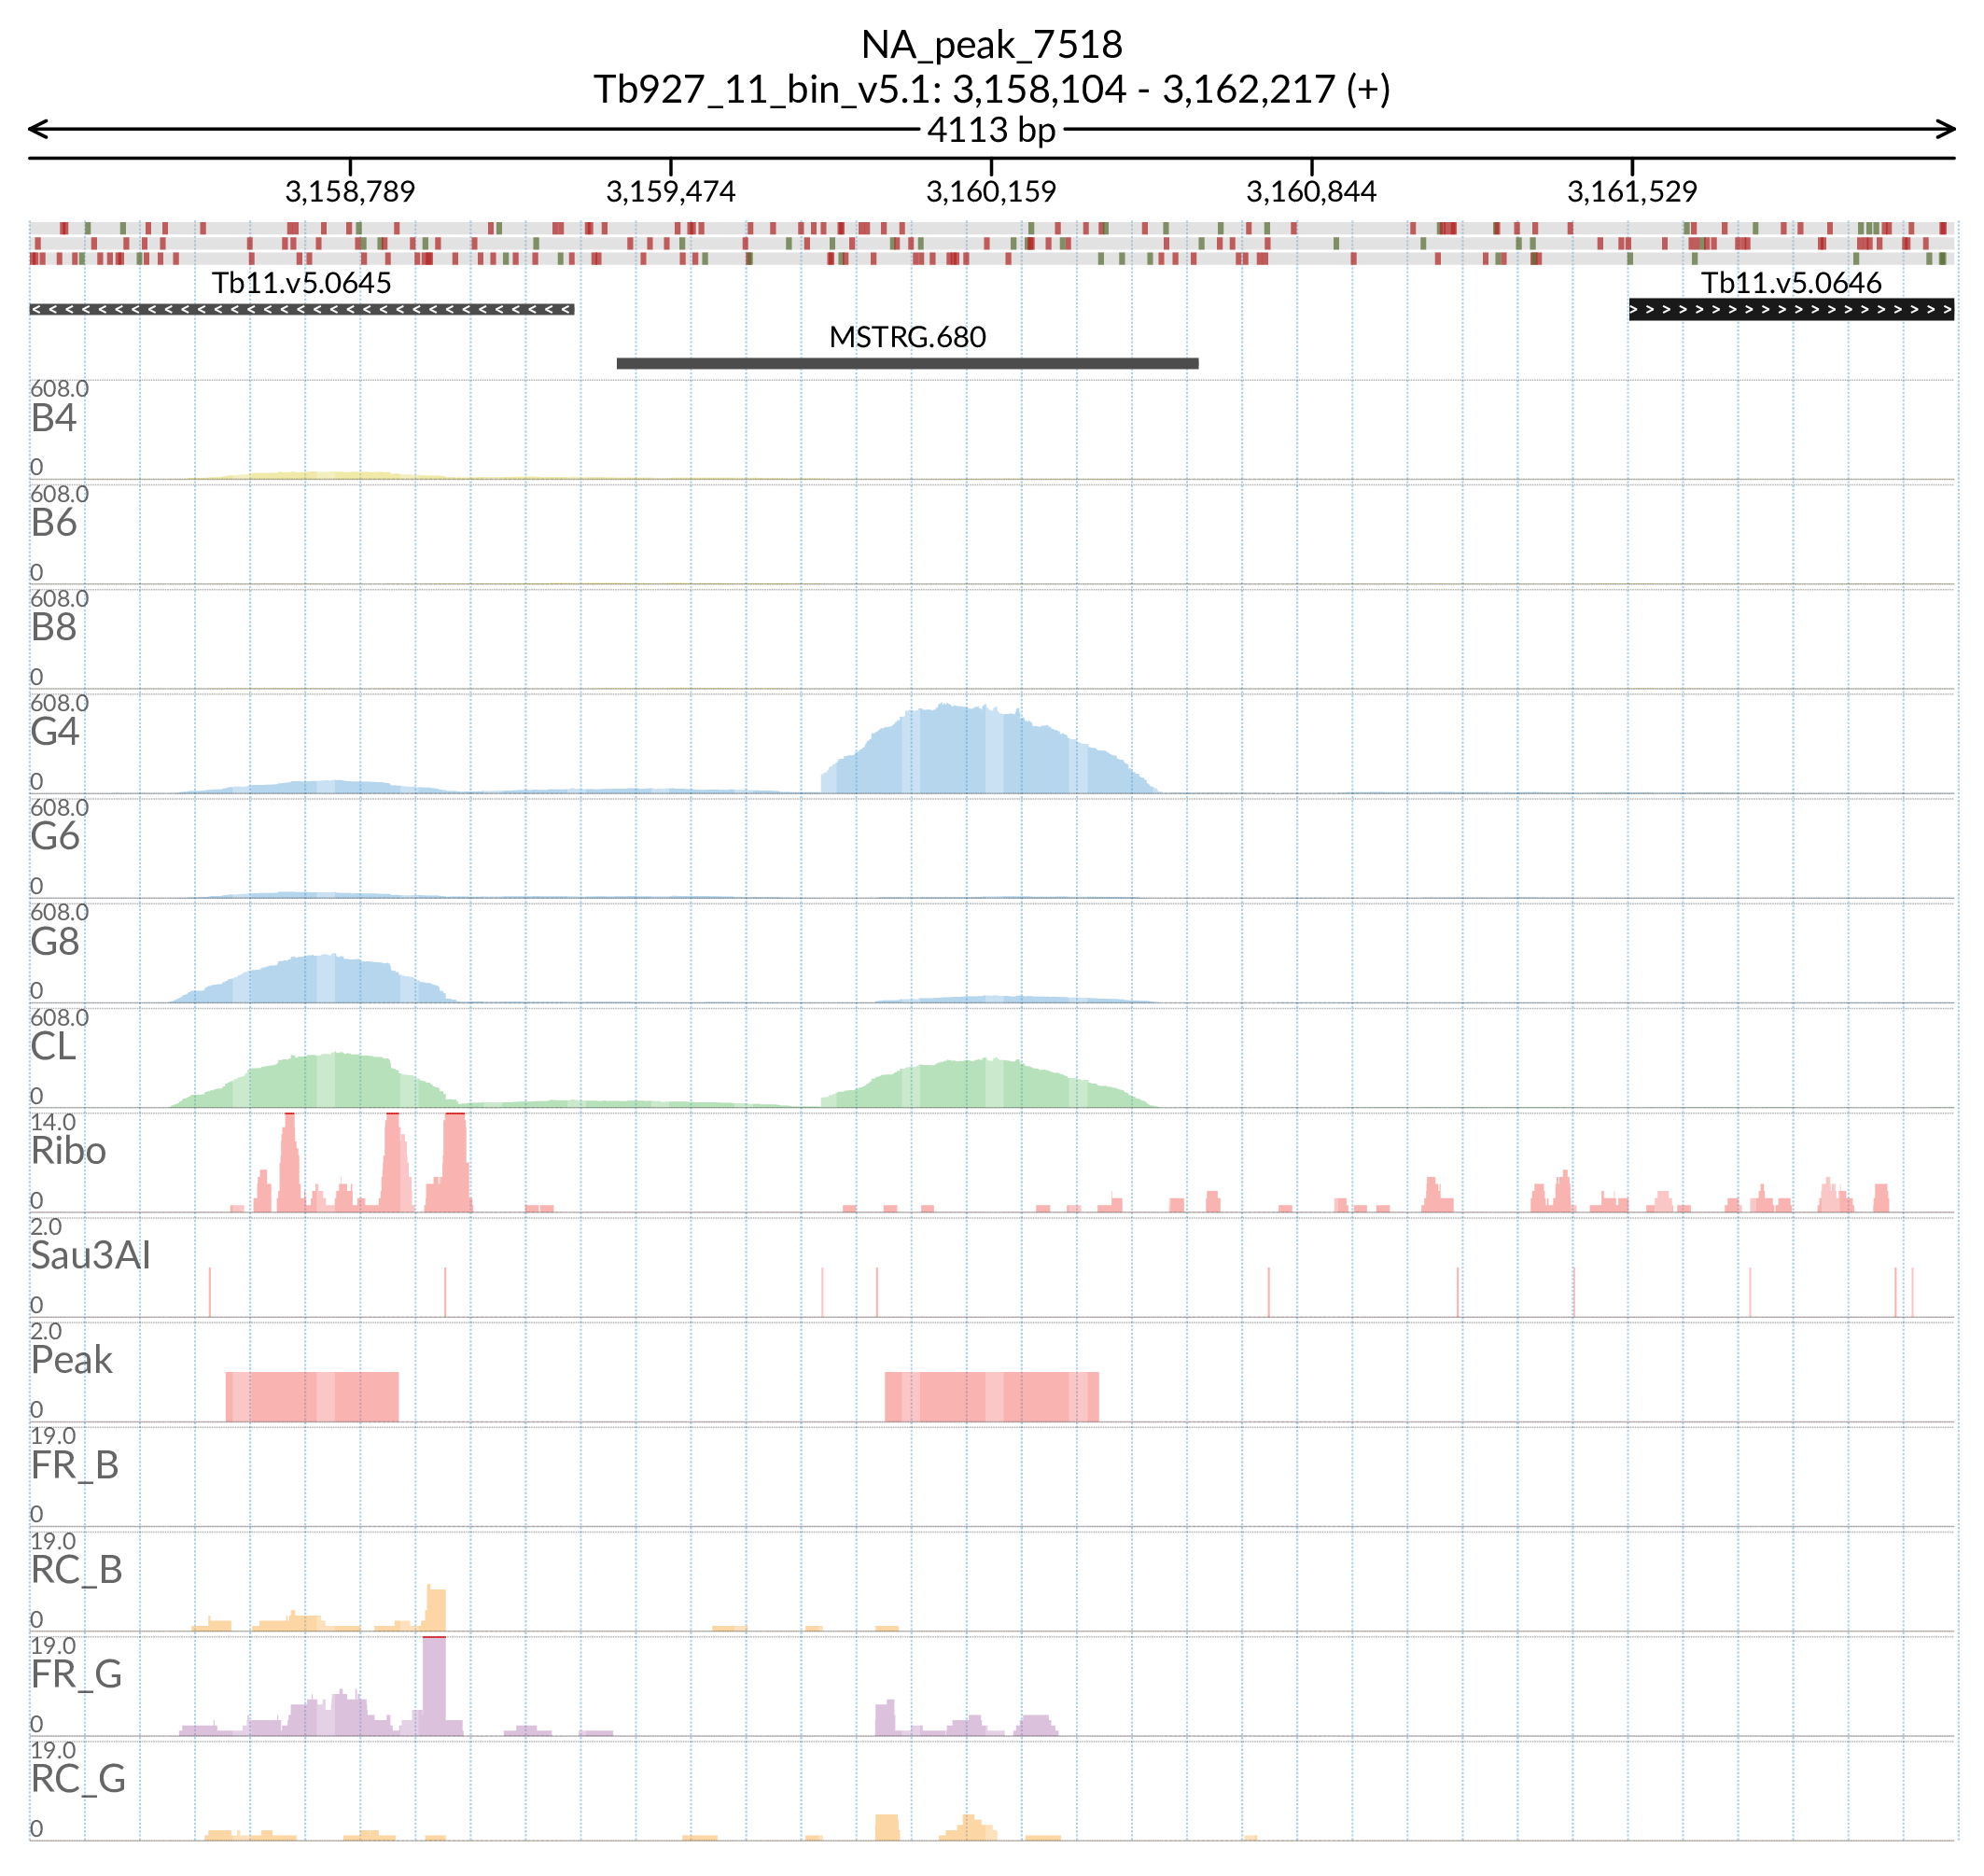 NA_peak_7518
Tb927_11_bin_v5.1: 3,158,104 - 3,162,217 (+)
4113 bp
3,158,789 3,159,474 3,160,159 3,160,844 3,161,529
Tb11.v5.0645 Tb11.v5.0646
MSTRG.680
608.0
B4
0
608.0
B6
0
608.0
B8
0
608.0
G4
0
608.0
G6
0
608.0
G8
0
608.0
CL
0
14.0
Ribo
0
2.0
Sau3AI
0
2.0
Peak
0
19.0
FR_B
0
19.0
RC_B
0
19.0
FR_G
0
19.0
RC_G
0